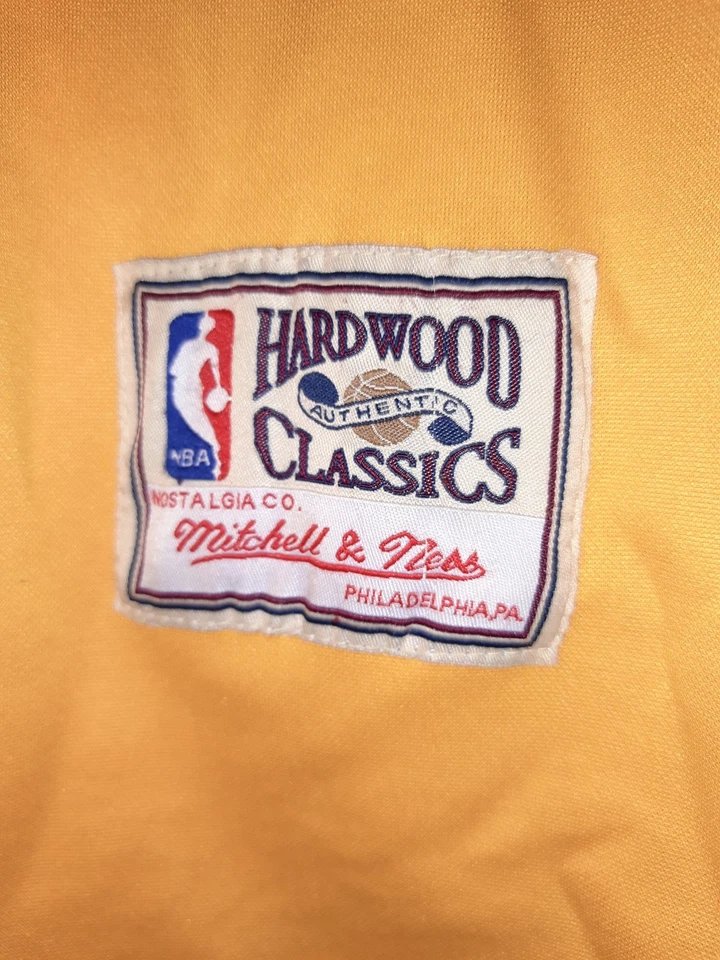 HARDWOOD
AUTHENTIC
CLASSICS
NBA
NOSTALGIA CO.
Mitchell & Ness
PHILADELPHIA, PA.